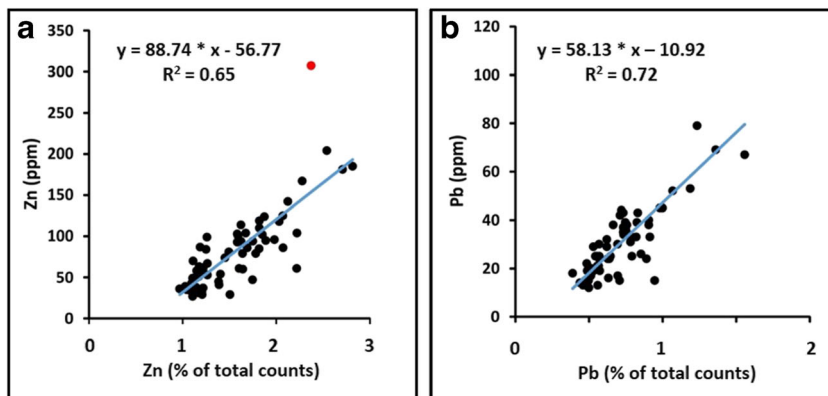 a
y = 88.74 * x - 56.77
R² = 0.65
350
300
250
200
150
100
50
0
Zn (ppm)
0 1 2 3
Zn (% of total counts)
b
y = 58.13 * x – 10.92
R² = 0.72
120
100
80
60
40
20
0
Pb (ppm)
0 1 2
Pb (% of total counts)